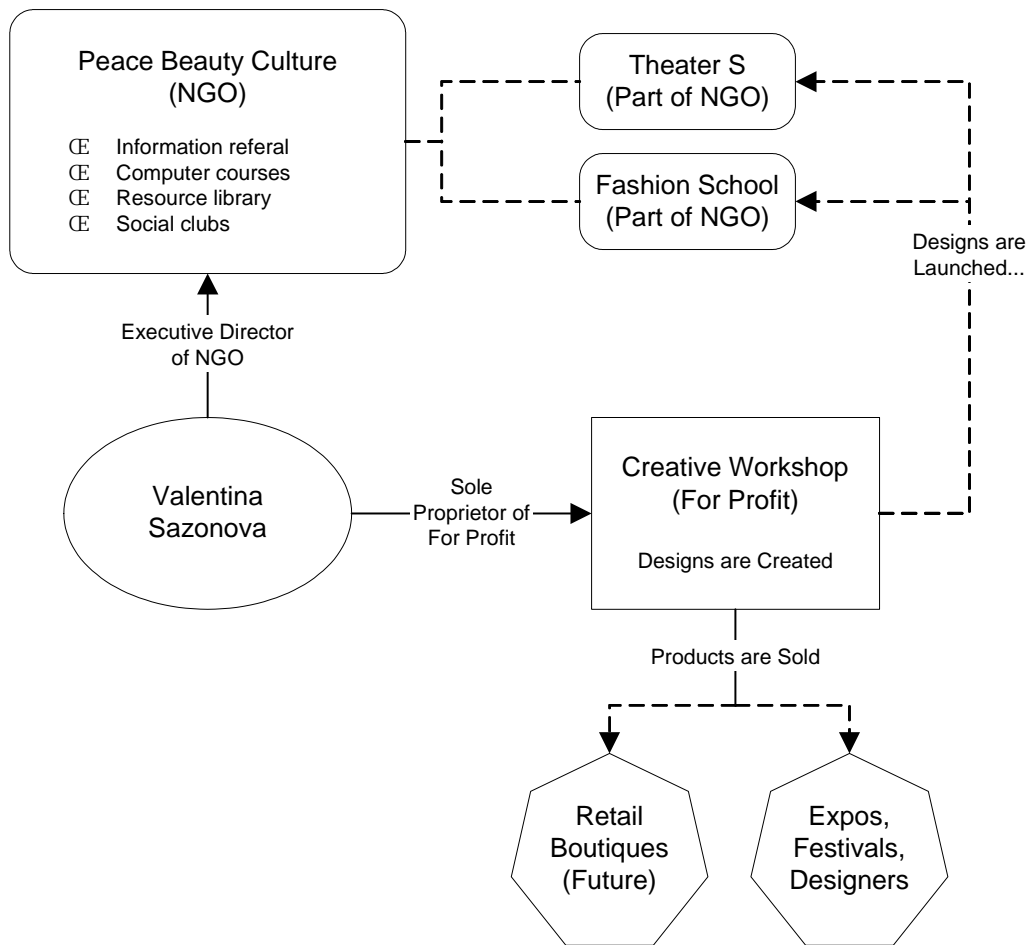 Peace Beauty Culture
(NGO)
Œ Information referal
Œ Computer courses
Œ Resource library
Œ Social clubs
Theater S
(Part of NGO)
Fashion School
(Part of NGO)
Designs are
Launched...
Executive Director
of NGO
Valentina
Sazonova
Sole
Proprietor of
For Profit
Creative Workshop
(For Profit)
Designs are Created
Products are Sold
Retail
Boutiques
(Future)
Expos,
Festivals,
Designers